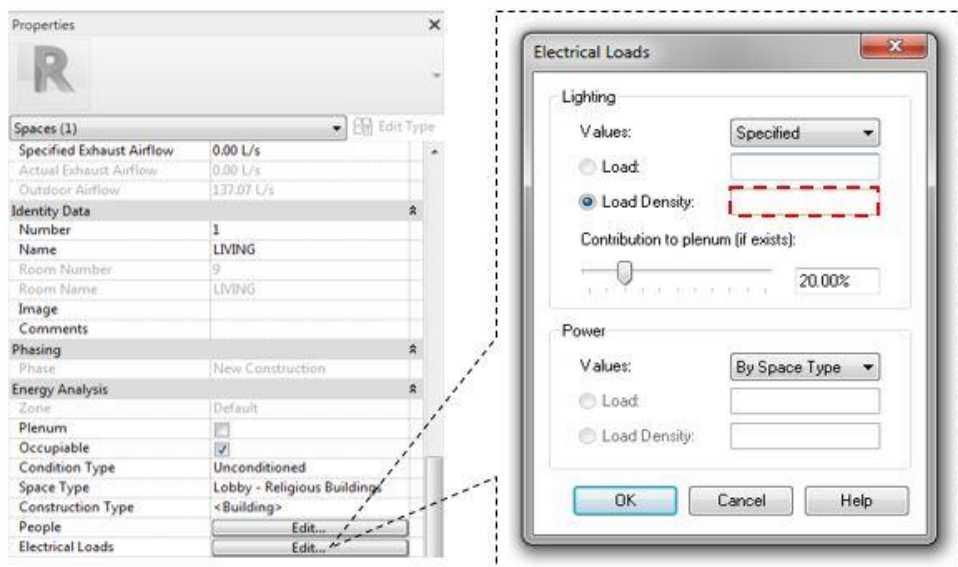 Properties
R
Spaces (1) Edit Type
Specified Exhaust Airflow 0.00 L/s
Actual Exhaust Airflow 0.00 L/s
Outdoor Airflow 137.07 L/s
Identity Data
Number 1
Name LIVING
Room Number 9
Room Name LIVING
Image
Comments
Phasing
Phase New Construction
Energy Analysis
Zone Default
Plenum
Occupiable
Condition Type Unconditioned
Space Type Lobby - Religious Buildings
Construction Type <Building>
People Edit...
Electrical Loads Edit...
Electrical Loads
Lighting
Values: Specified
Load:
Load Density:
Contribution to plenum (if exists):
20.00%
Power
Values: By Space Type
Load:
Load Density:
OK Cancel Help